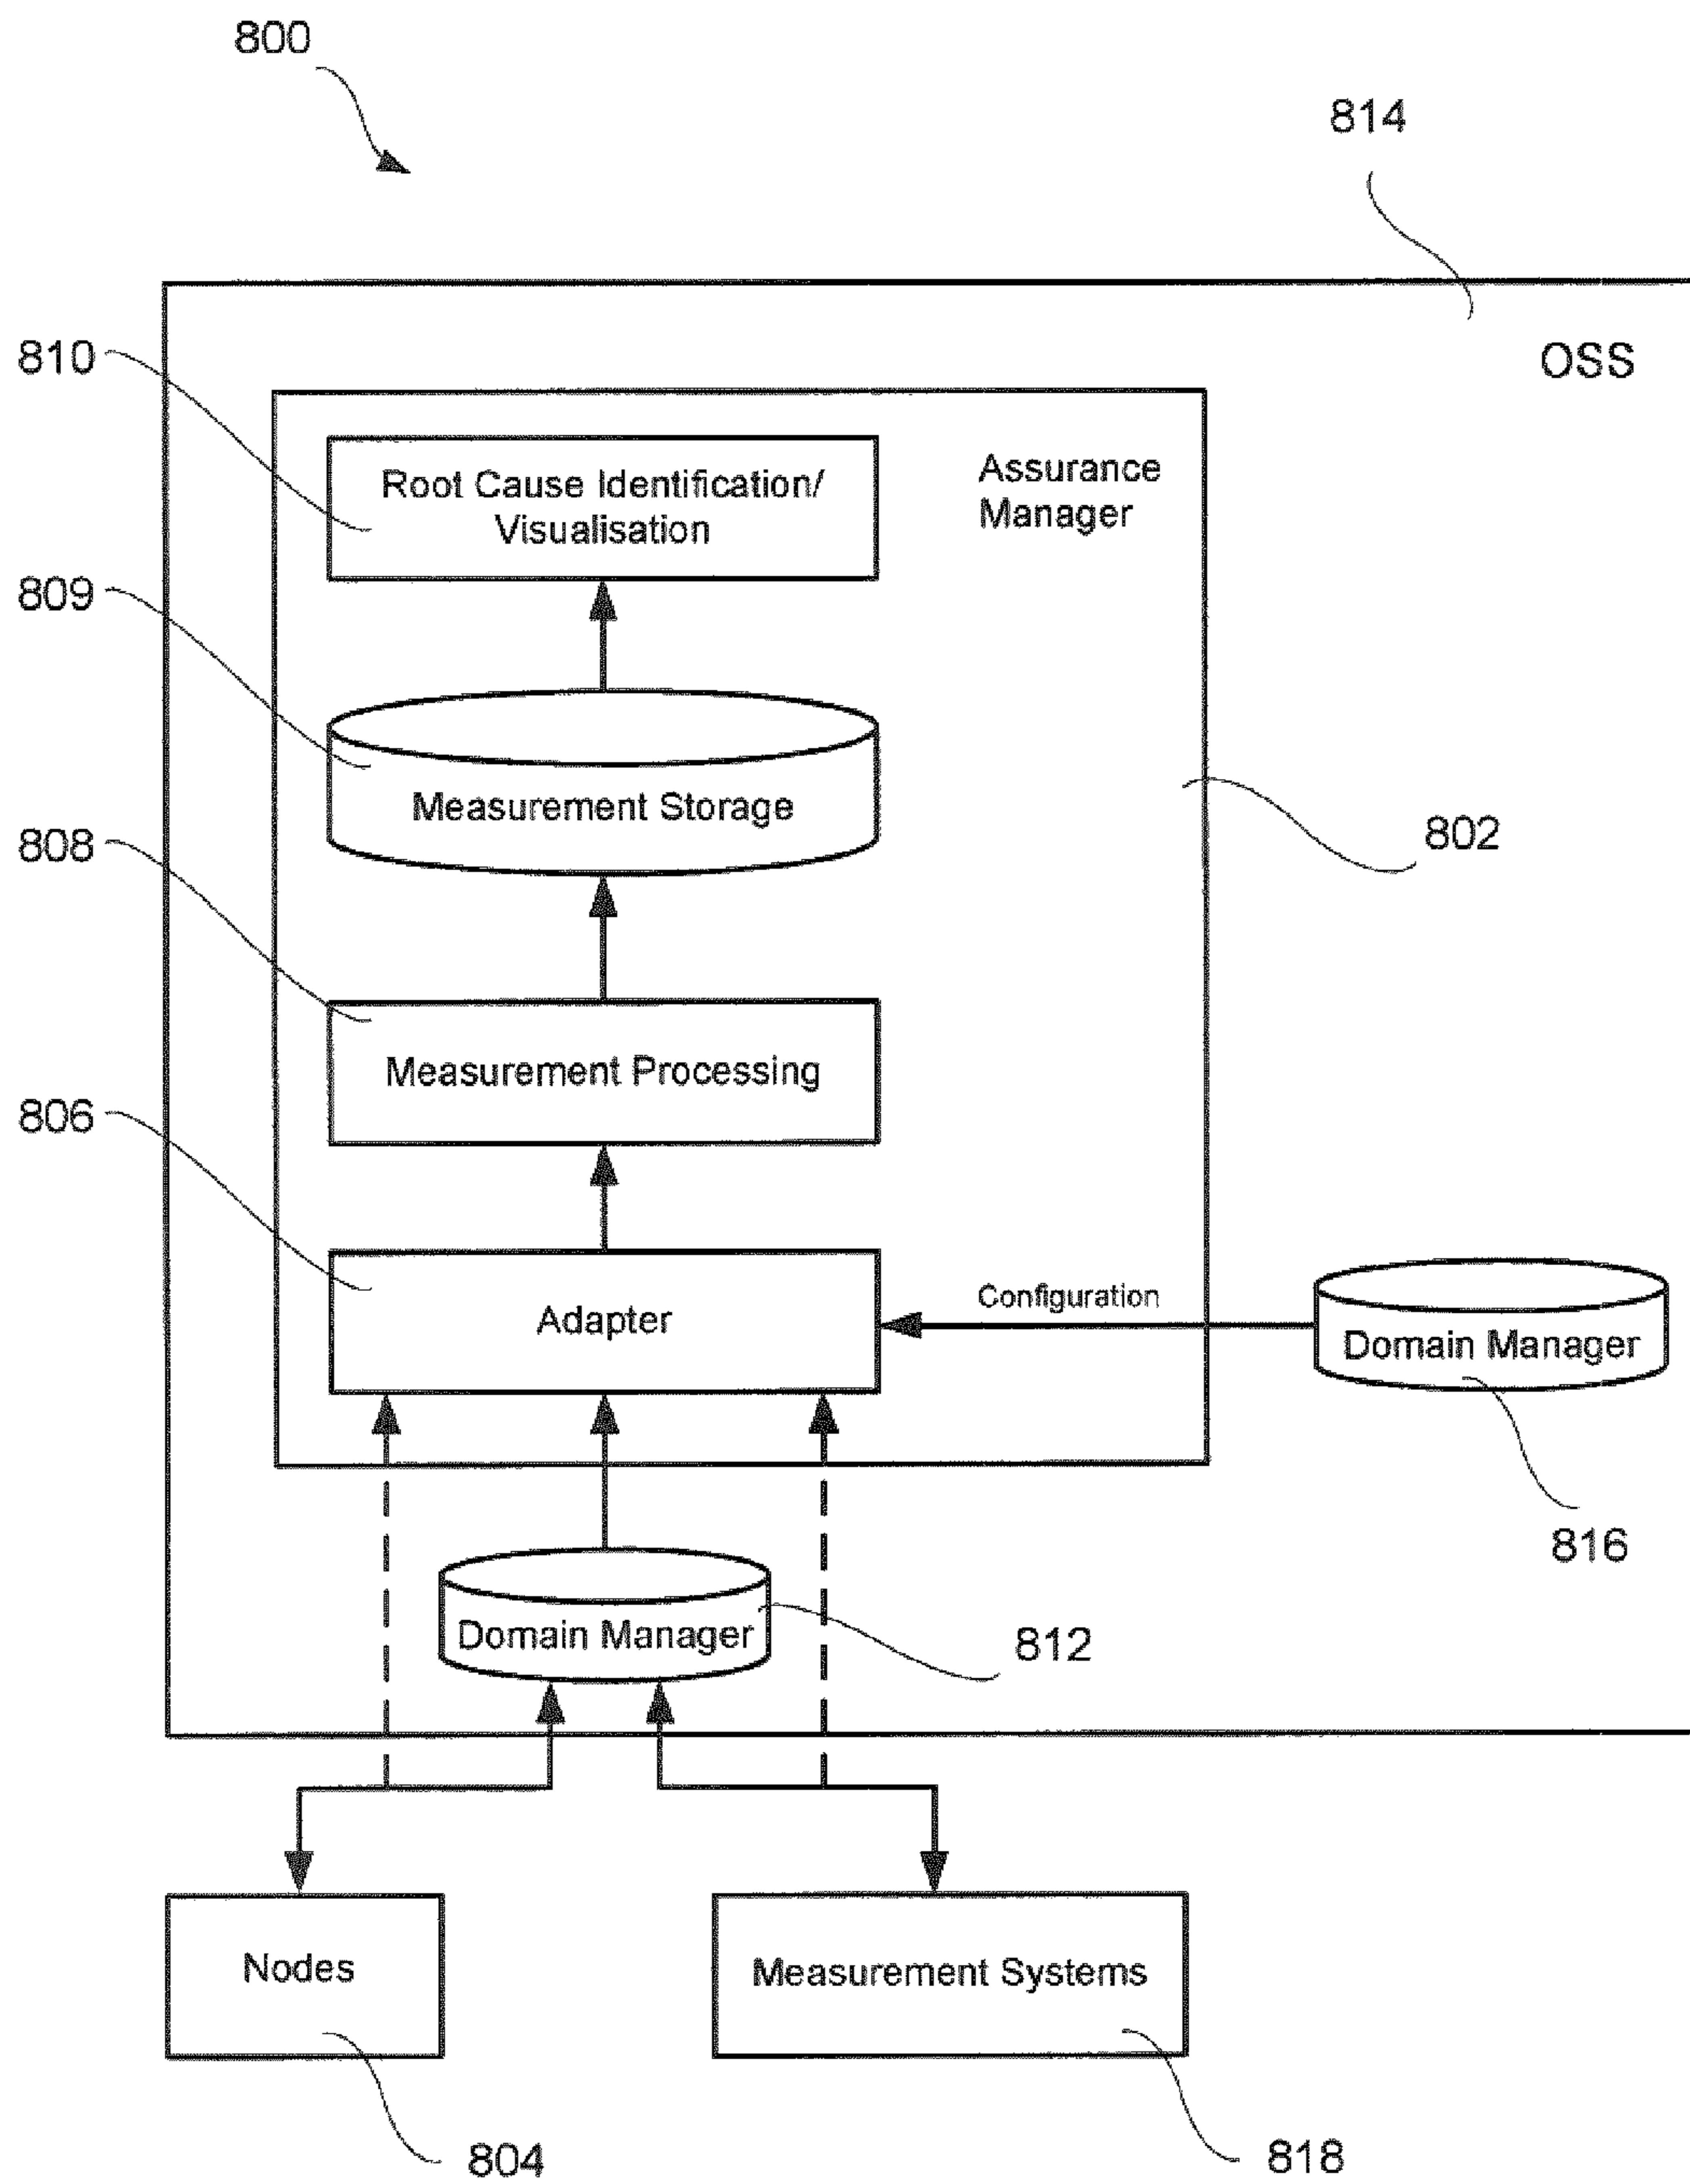 800
814
OSS
810
Root Cause Identification/
Visualisation
Assurance
Manager
809
Measurement Storage
808
802
Measurement Processing
806
Adapter
Configuration
Domain Manager
816
Domain Manager
812
Nodes
Measurement Systems
804
818